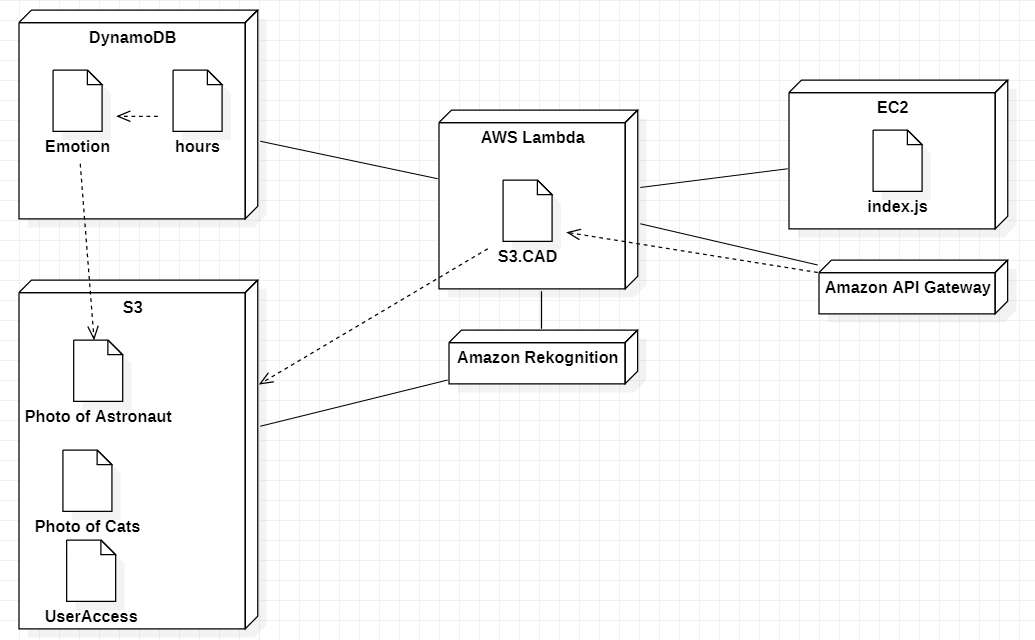 DynamoDB
Emotion
hours
AWS Lambda
S3.CAD
EC2
index.js
Amazon API Gateway
S3
Photo of Astronaut
Photo of Cats
UserAccess
Amazon Rekognition